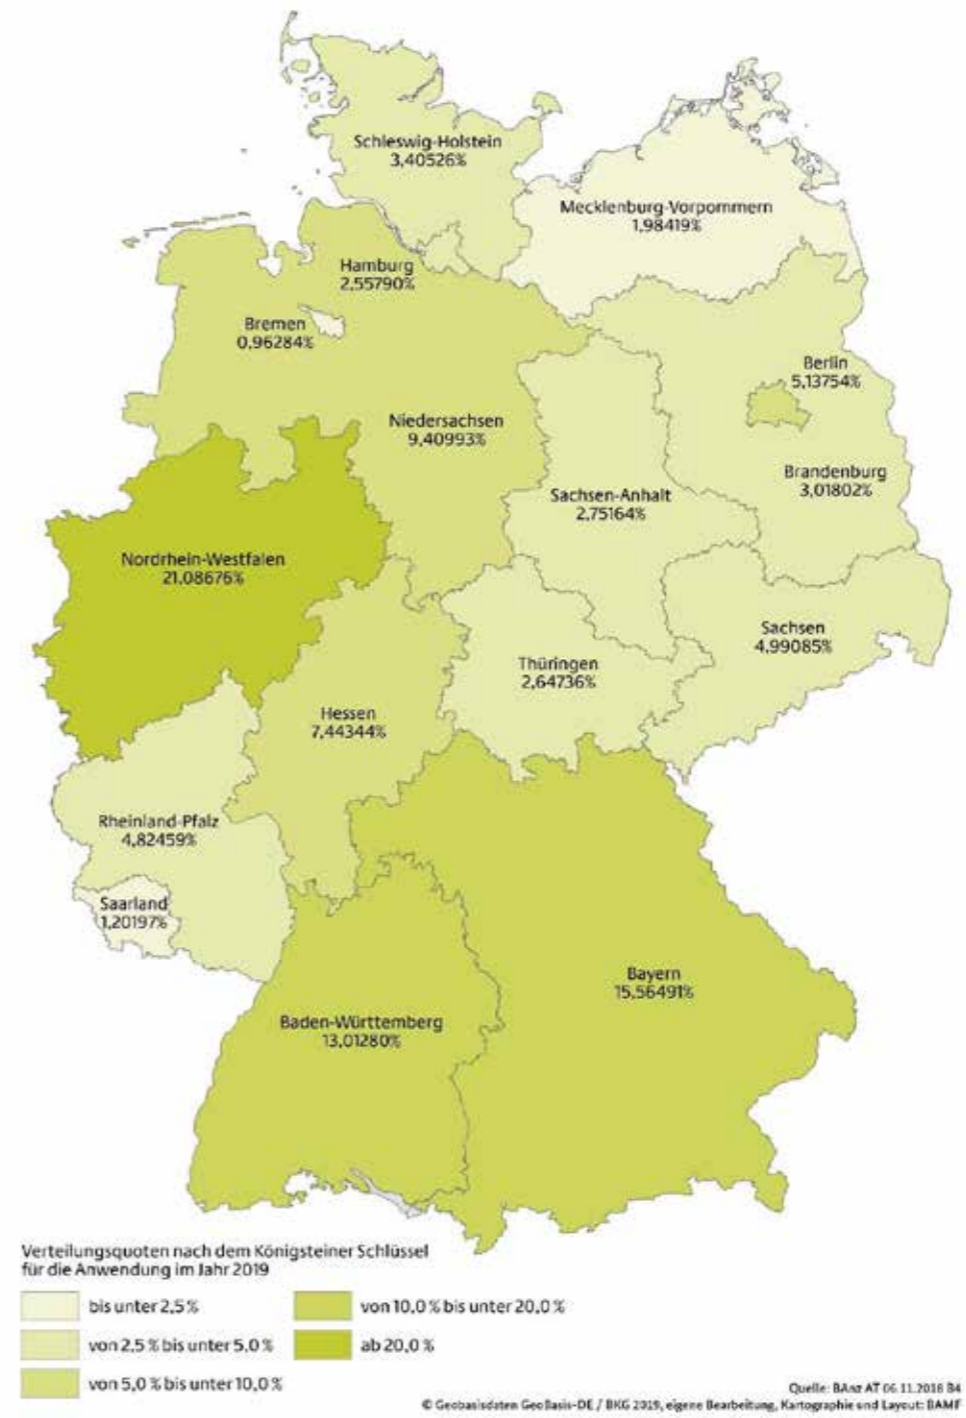 Schleswig-Holstein
3,40526%
Mecklenburg-Vorpommern
1,98419%
Hamburg
2,55790%
Bremen
0,96284%
Berlin
5,13754%
Niedersachsen
9,40993%
Brandenburg
3,01802%
Sachsen-Anhalt
2,75164%
Nordrhein-Westfalen
21,08676%
Sachsen
4,99085%
Thüringen
2,64736%
Hessen
7,44344%
Rheinland-Pfalz
4,82459%
Saarland
1,20197%
Bayern
15,56491%
Baden-Württemberg
13,01280%
Verteilungsquoten nach dem Königsteiner Schlüssel
für die Anwendung im Jahr 2019
bis unter 2,5 %
von 2,5 % bis unter 5,0 %
von 5,0 % bis unter 10,0 %
von 10,0 % bis unter 20,0 %
ab 20,0 %
Quelle: BAnz AT 06.11.2018 B4
© Geobasisdaten GeoBasis-DE / BKG 2019, eigene Bearbeitung, Kartographie und Layout: BAMF